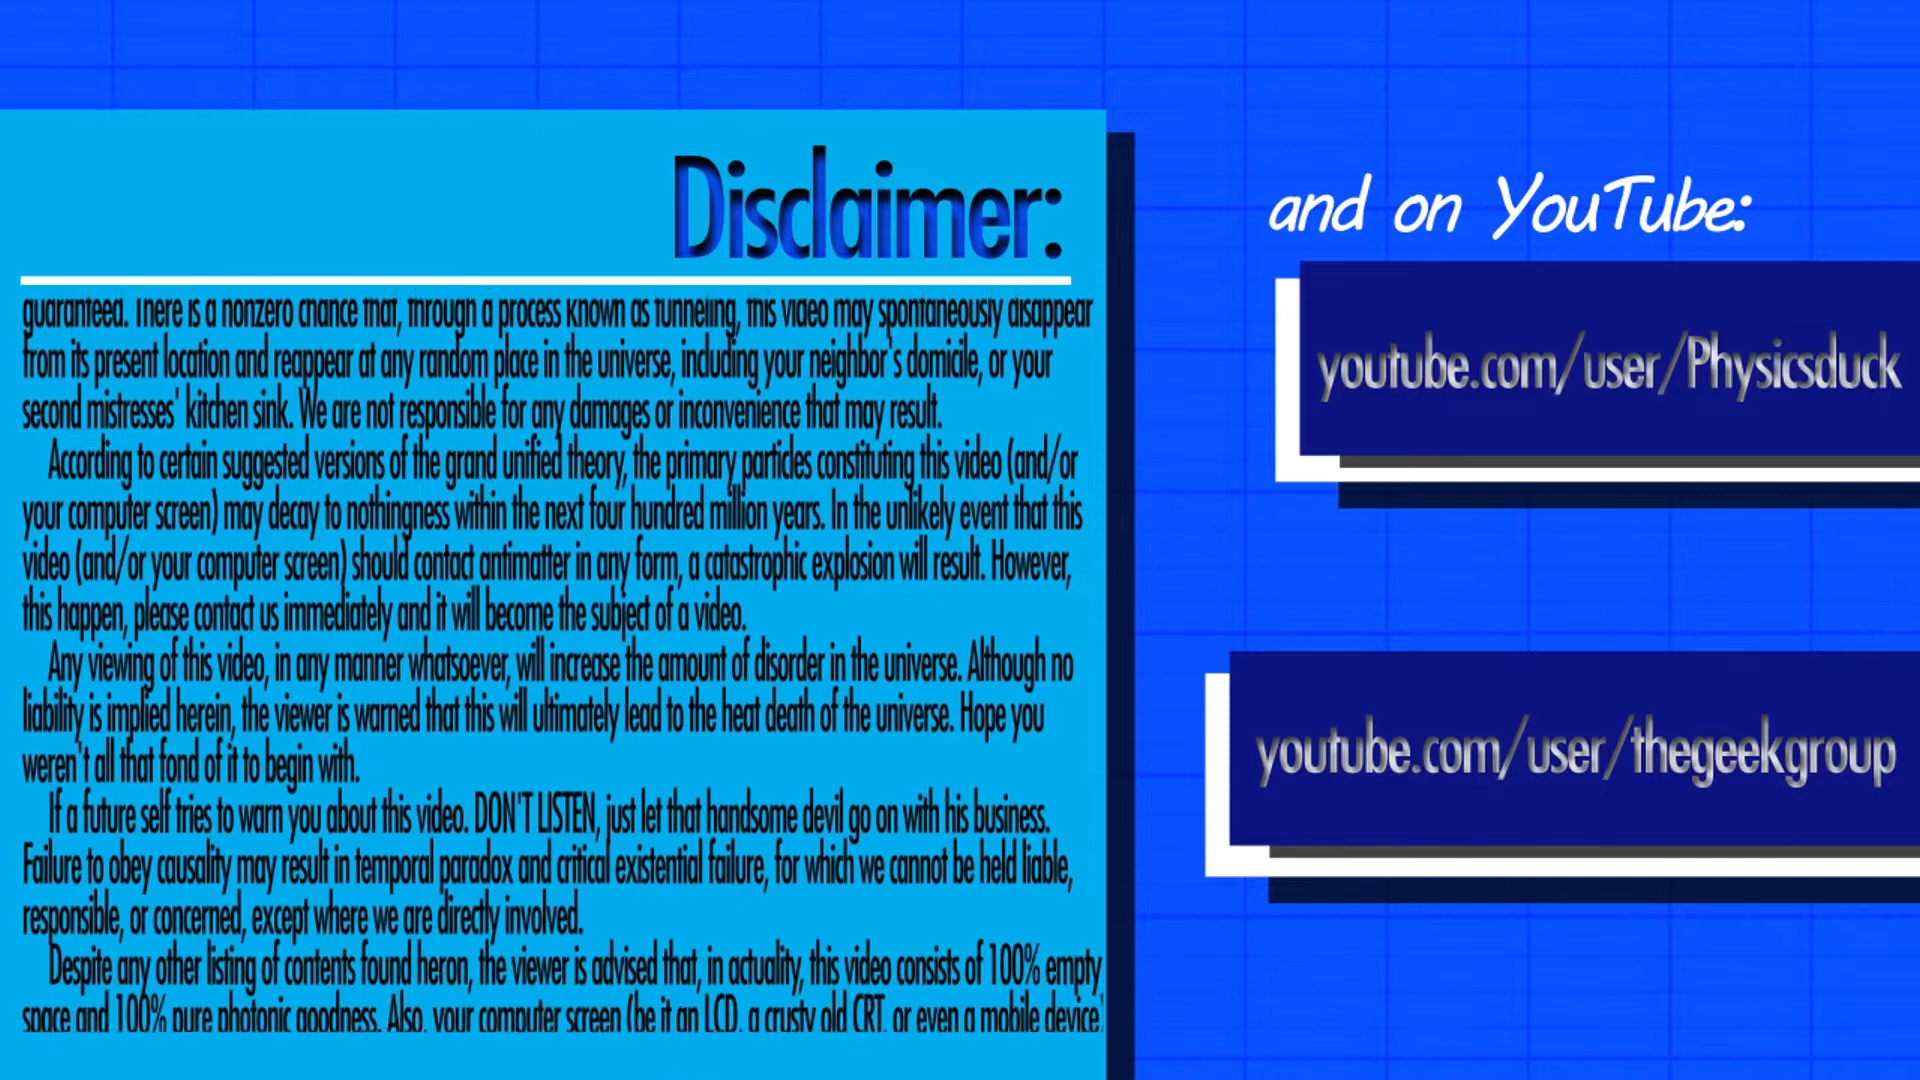 Disclaimer:
guaranteed. There is a nonzero chance that, through a process known as tunneling, this video may spontaneously disappear
from its present location and reappear at any random place in the universe, including your neighbor's domicile, or your
second mistresses' kitchen sink. We are not responsible for any damages or inconvenience that may result.
According to certain suggested versions of the grand unified theory, the primary particles constituting this video (and/or
your computer screen) may decay to nothingness within the next four hundred million years. In the unlikely event that this
video (and/or your computer screen) should contact antimatter in any form, a catastrophic explosion will result. However,
this happen, please contact us immediately and it will become the subject of a video.
Any viewing of this video, in any manner whatsoever, will increase the amount of disorder in the universe. Although no
liability is implied herein, the viewer is warned that this will ultimately lead to the heat death of the universe. Hope you
weren't all that fond of it to begin with.
If a future self tries to warn you about this video. DON'T LISTEN, just let that handsome devil go on with his business.
Failure to obey causality may result in temporal paradox and critical existential failure, for which we cannot be held liable,
responsible, or concerned, except where we are directly involved.
Despite any other listing of contents found heron, the viewer is advised that, in actuality, this video consists of 100% empty
space and 100% pure photonic goodness. Also, your computer screen (be it an LCD, a crusty old CRT, or even a mobile device)
and on YouTube:
youtube.com/user/Physicsduck
youtube.com/user/thegeekgroup